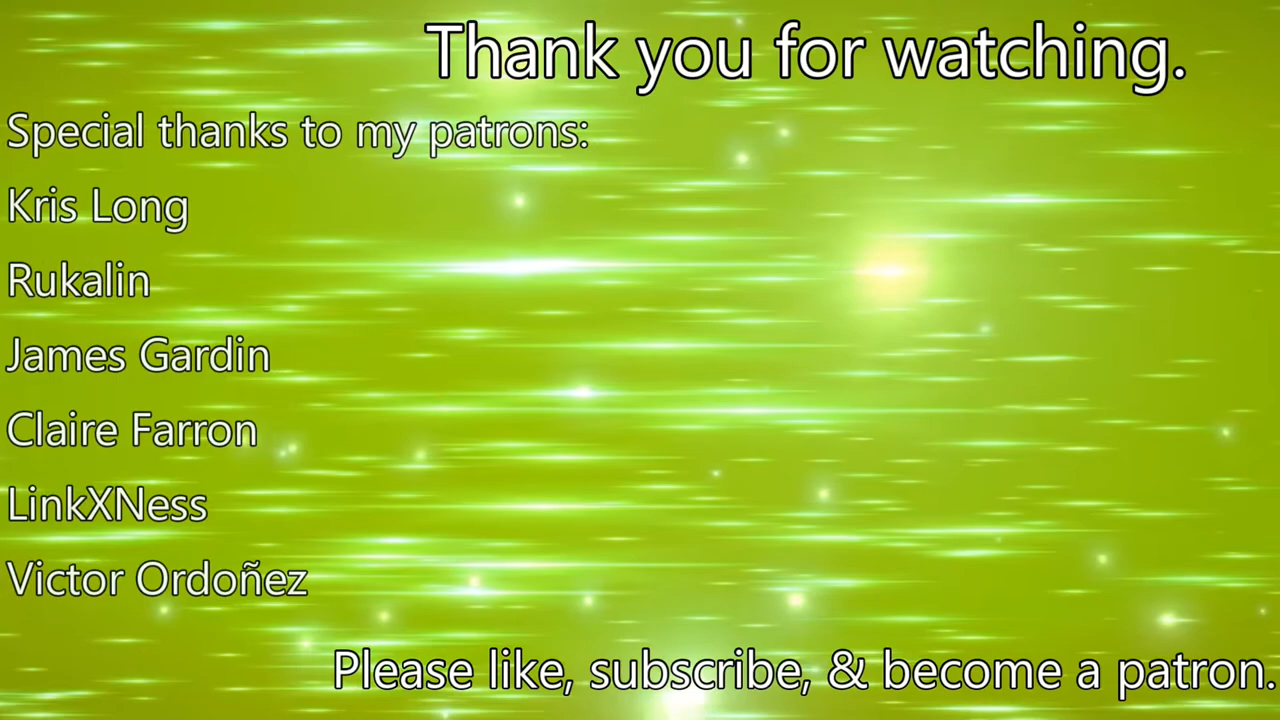 Thank you for watching.
Special thanks to my patrons:
Kris Long
Rukalin
James Gardin
Claire Farron
LinkXNess
Victor Ordoñez
Please like, subscribe, & become a patron.